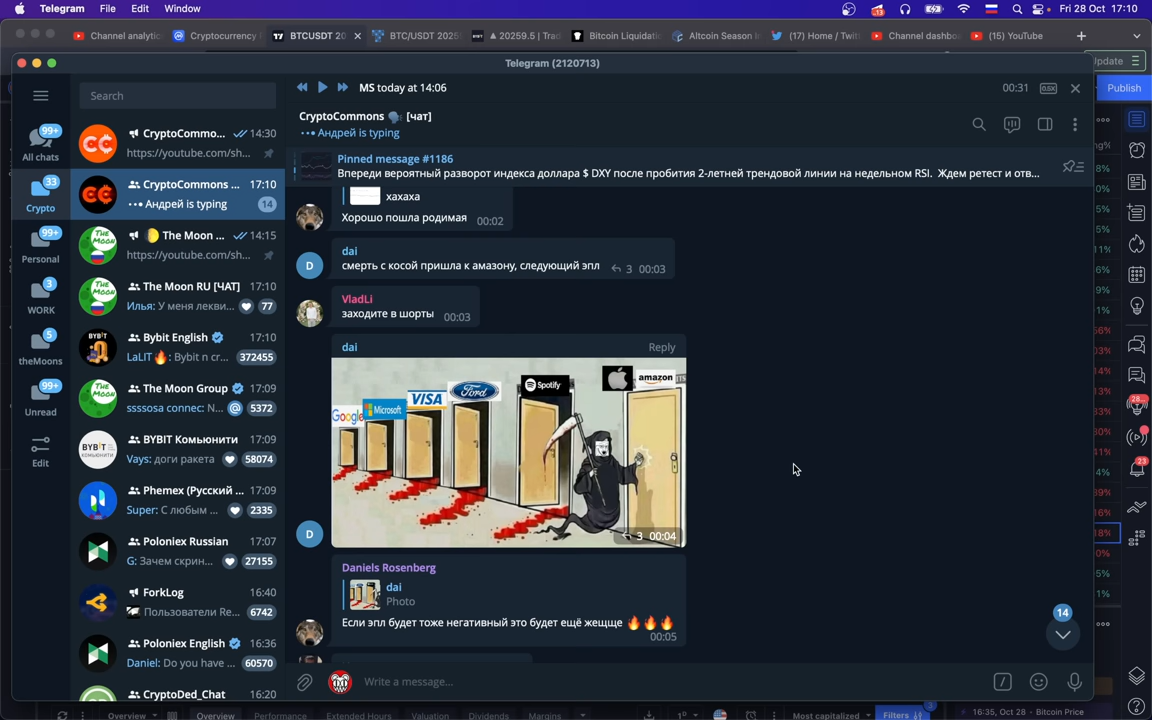 Telegram File Edit Window
Fri 28 Oct 17:10
Channel analytic
Cryptocurrency
BTCUSDT 20
BTC/USDT 2025
▲ 20259.5 | Tra
Bitcoin Liquidatio
Altcoin Season I
(17) Home / Twit
Channel dashbo
(15) YouTube
Update
Publish
Telegram (2120713)
Search
MS today at 14:06
00:31
0.5X
CryptoCommons 🗣 [чат]
Андрей is typing
Pinned message #1186
Впереди вероятный разворот индекса доллара $ DXY после пробития 2-летней трендовой линии на недельном RSI. Ждем ретест и отв...
99+
All chats
33
Crypto
99+
Personal
3
WORK
5
theMoons
99+
Unread
Edit
CryptoCommo... 14:30
https://youtube.com/sh...
CryptoCommons ... 17:10
Андрей is typing 14
The Moon ... 14:15
https://youtube.com/sh...
The Moon RU [ЧАТ] 17:10
Илья: У меня лекви... 77
Bybit English 17:10
LaLIT🔥: Bybit n cr... 372455
The Moon Group 17:09
ssssosa connec: N... @ 5372
BYBIT Комьюнити 17:09
Vays: доги ракета 58074
Phemex (Русский ... 17:09
Super: С любым ... 2335
Poloniex Russian 17:07
G: Зачем скрин... 27155
ForkLog 16:40
Пользователи Re... 6742
Poloniex English 16:36
Daniel: Do you have ... 60570
CryptoDed_Chat 16:20
хахаха
Хорошо пошла родимая 00:02
dai
смерть с косой пришла к амазону, следующий эпл 3 00:03
VladLi
заходите в шорты 00:03
dai Reply
Google
Microsoft
VISA
Ford
Spotify
amazon
3 00:04
Daniels Rosenberg
dai
Photo
Если эпл будет тоже негативный это будет ещё жещще 🔥🔥🔥
00:05
14
Write a message...
Overview Overview Performance Extended Hours Valuation Dividends Margins
1D
Most capitalized
Filters
3
16:35, Oct 28 - Bitcoin Price